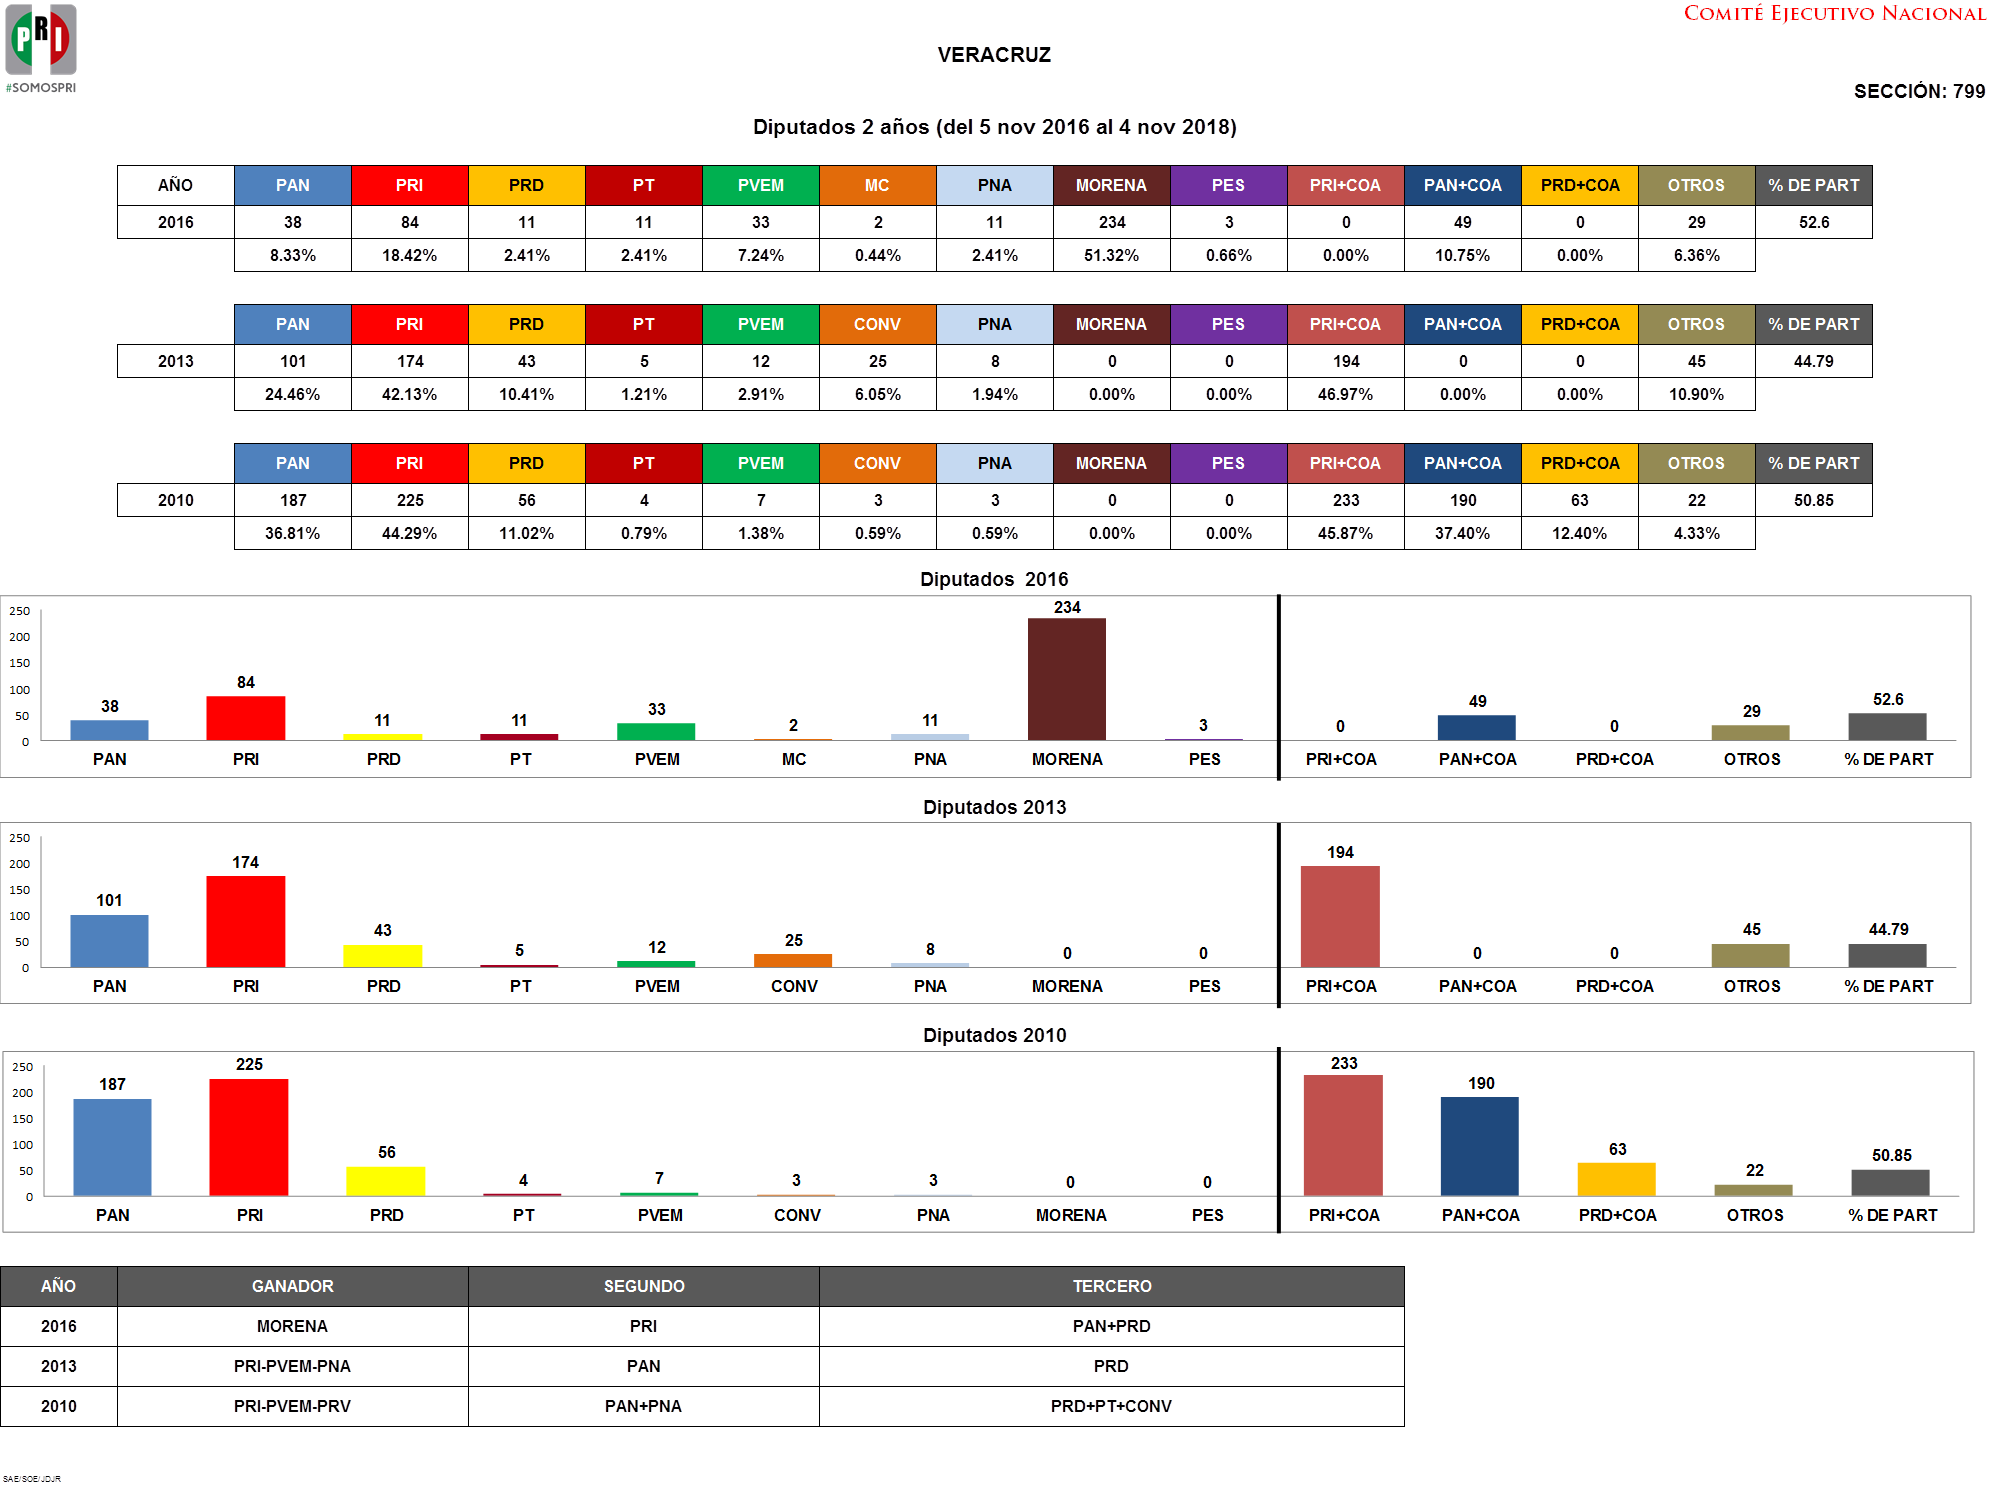 PRI
#SOMOSPRI
COMITÉ EJECUTIVO NACIONAL
VERACRUZ
SECCIÓN: 799
Diputados 2 años (del 5 nov 2016 al 4 nov 2018)
AÑO PAN PRI PRD PT PVEM MC PNA MORENA PES PRI+COA PAN+COA PRD+COA OTROS % DE PART
2016 38 84 11 11 33 2 11 234 3 0 49 0 29 52.6
8.33% 18.42% 2.41% 2.41% 7.24% 0.44% 2.41% 51.32% 0.66% 0.00% 10.75% 0.00% 6.36%
PAN PRI PRD PT PVEM CONV PNA MORENA PES PRI+COA PAN+COA PRD+COA OTROS % DE PART
2013 101 174 43 5 12 25 8 0 0 194 0 0 45 44.79
24.46% 42.13% 10.41% 1.21% 2.91% 6.05% 1.94% 0.00% 0.00% 46.97% 0.00% 0.00% 10.90%
PAN PRI PRD PT PVEM CONV PNA MORENA PES PRI+COA PAN+COA PRD+COA OTROS % DE PART
2010 187 225 56 4 7 3 3 0 0 233 190 63 22 50.85
36.81% 44.29% 11.02% 0.79% 1.38% 0.59% 0.59% 0.00% 0.00% 45.87% 37.40% 12.40% 4.33%
Diputados 2016
250
200
150
100
50
0
38 84 11 11 33 2 11 234 3 0 49 0 29 52.6
PAN PRI PRD PT PVEM MC PNA MORENA PES PRI+COA PAN+COA PRD+COA OTROS % DE PART
Diputados 2013
250
200
150
100
50
0
101 174 43 5 12 25 8 0 0 194 0 0 45 44.79
PAN PRI PRD PT PVEM CONV PNA MORENA PES PRI+COA PAN+COA PRD+COA OTROS % DE PART
Diputados 2010
250
200
150
100
50
0
187 225 56 4 7 3 3 0 0 233 190 63 22 50.85
PAN PRI PRD PT PVEM CONV PNA MORENA PES PRI+COA PAN+COA PRD+COA OTROS % DE PART
AÑO GANADOR SEGUNDO TERCERO
2016 MORENA PRI PAN+PRD
2013 PRI-PVEM-PNA PAN PRD
2010 PRI-PVEM-PRV PAN+PNA PRD+PT+CONV
SAE/SOE/JDJR